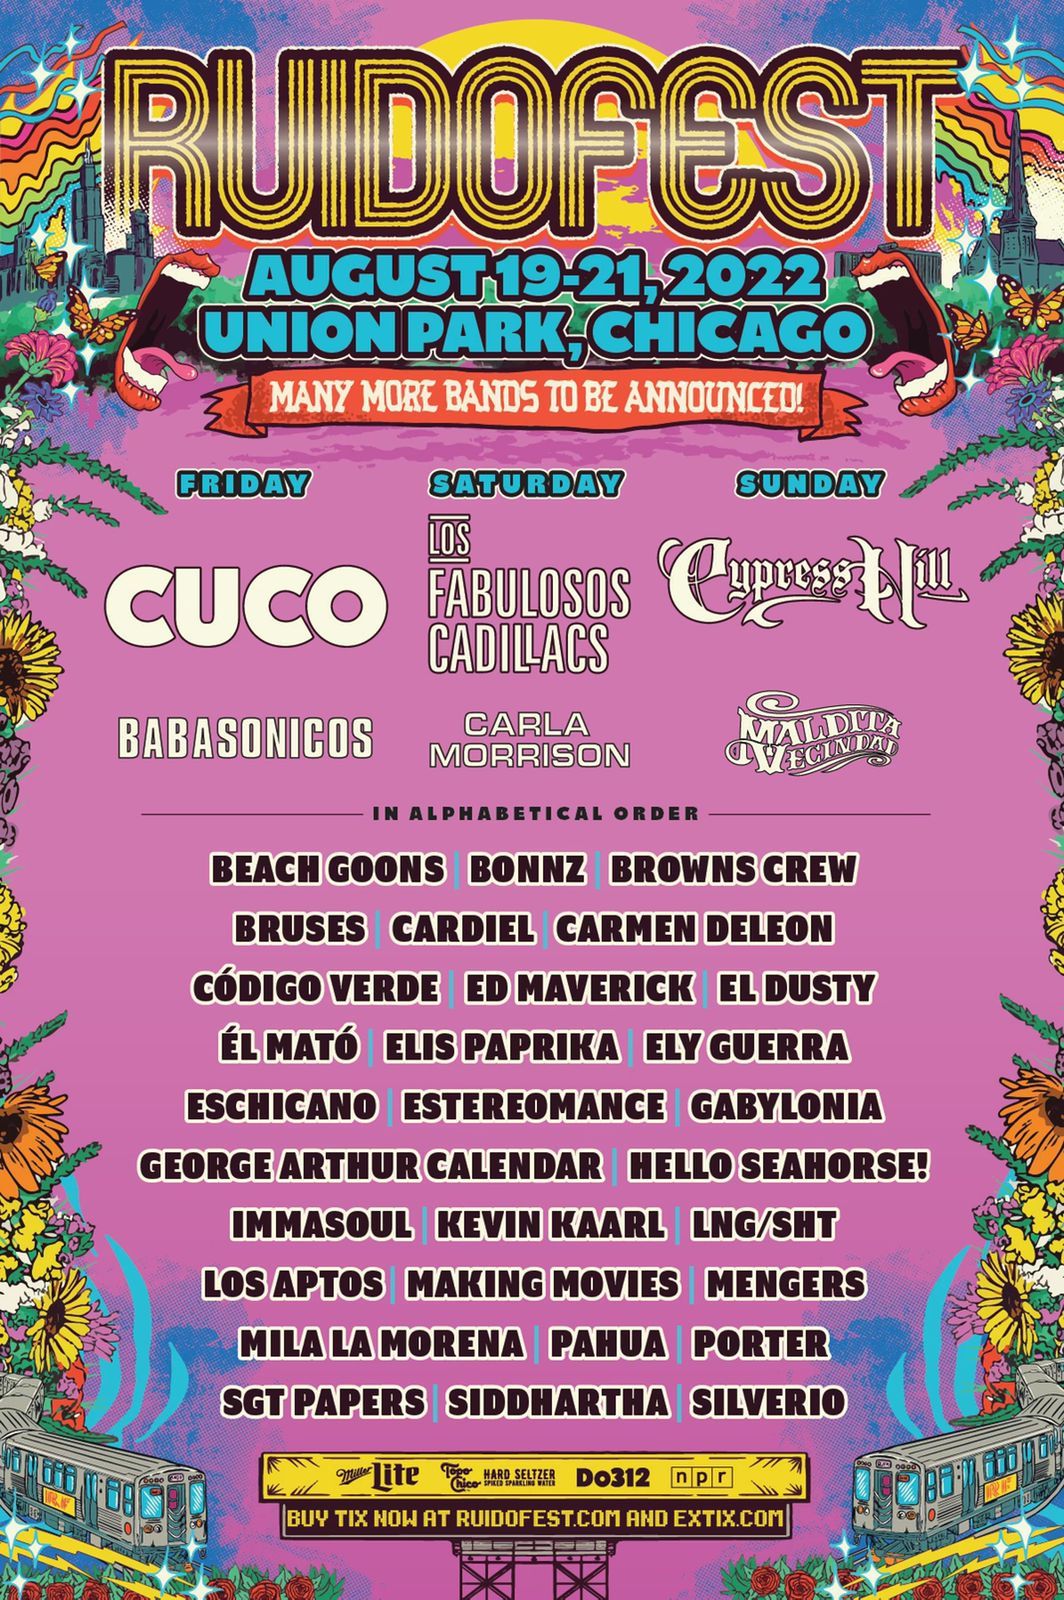 RUIDOFEST
AUGUST 19-21, 2022
UNION PARK, CHICAGO
MANY MORE BANDS TO BE ANNOUNCED!
FRIDAY SATURDAY SUNDAY
CUCO
LOS
FABULOSOS
CADILLACS
Cypress Hill
BABASONICOS
CARLA
MORRISON
MALDITA
VECINDAD
IN ALPHABETICAL ORDER
BEACH GOONS | BONNZ | BROWNS CREW
BRUSES | CARDIEL | CARMEN DELEON
CÓDIGO VERDE | ED MAVERICK | EL DUSTY
ÉL MATÓ | ELIS PAPRIKA | ELY GUERRA
ESCHICANO | ESTEREOMANCE | GABYLONIA
GEORGE ARTHUR CALENDAR | HELLO SEAHORSE!
IMMASOUL | KEVIN KAARL | LNG/SHT
LOS APTOS | MAKING MOVIES | MENGERS
MILA LA MORENA | PAHUA | PORTER
SGT PAPERS | SIDDHARTHA | SILVERIO
Miller Lite Topo Chico HARD SELTZER SPIKED SPARKLING WATER Do312 npr
BUY TIX NOW AT RUIDOFEST.COM AND EXTIX.COM